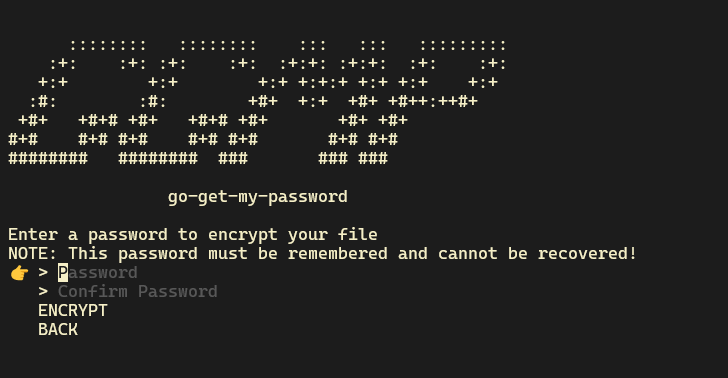 ::::::::   ::::::::    :::   :::   :::::::::
    :+:    :+: :+:    :+:  :+:+: :+:+:  :+:    :+:
   +:+        +:+        +:+ +:+:+ +:+ +:+    +:+
  :#:        :#:        +#+  +:+  +#+ +#++:++#+
 +#+   +#+# +#+   +#+# +#+       +#+ +#+
#+#    #+# #+#    #+# #+#       #+# #+#
########   ########  ###       ### ###
go-get-my-password
Enter a password to encrypt your file
NOTE: This password must be remembered and cannot be recovered!
👉 > Password
> Confirm Password
ENCRYPT
BACK